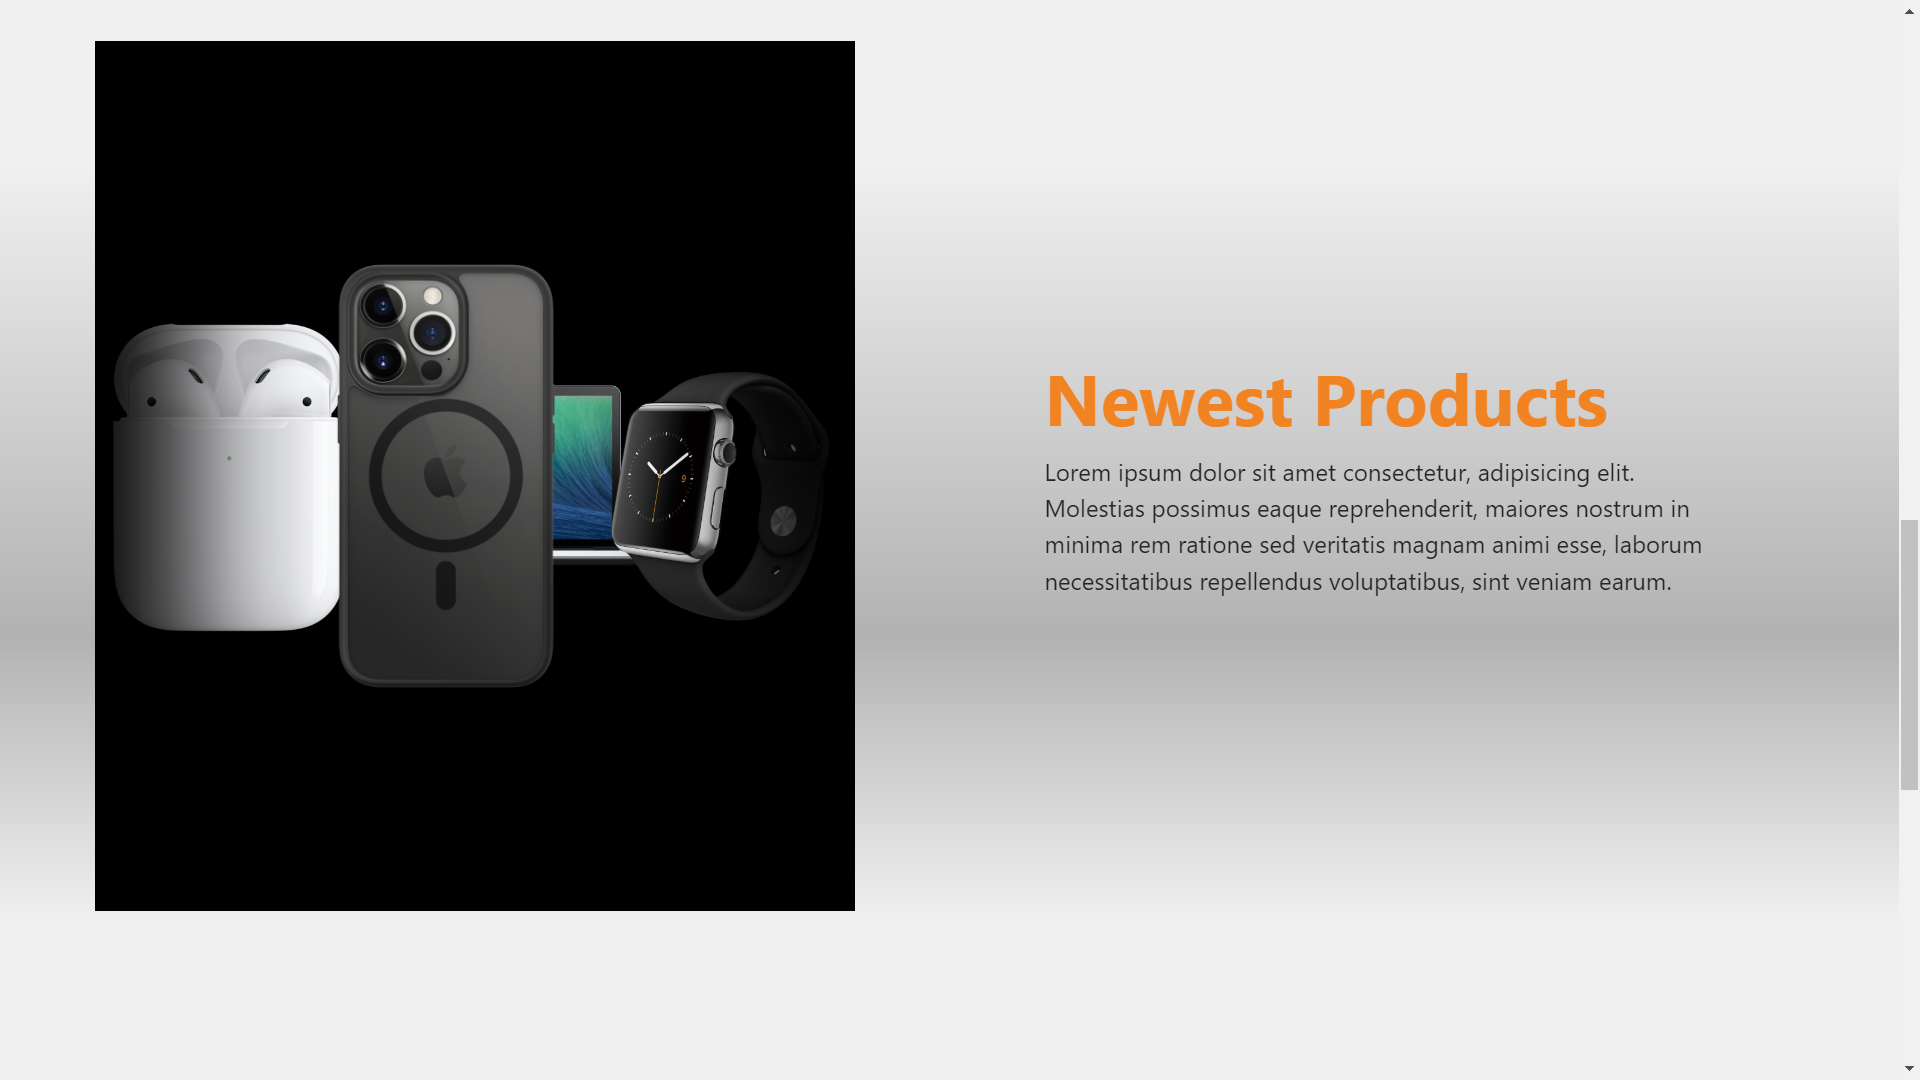 Newest Products
Lorem ipsum dolor sit amet consectetur, adipisicing elit.
Molestias possimus eaque reprehenderit, maiores nostrum in
minima rem ratione sed veritatis magnam animi esse, laborum
necessitatibus repellendus voluptatibus, sint veniam earum.
9